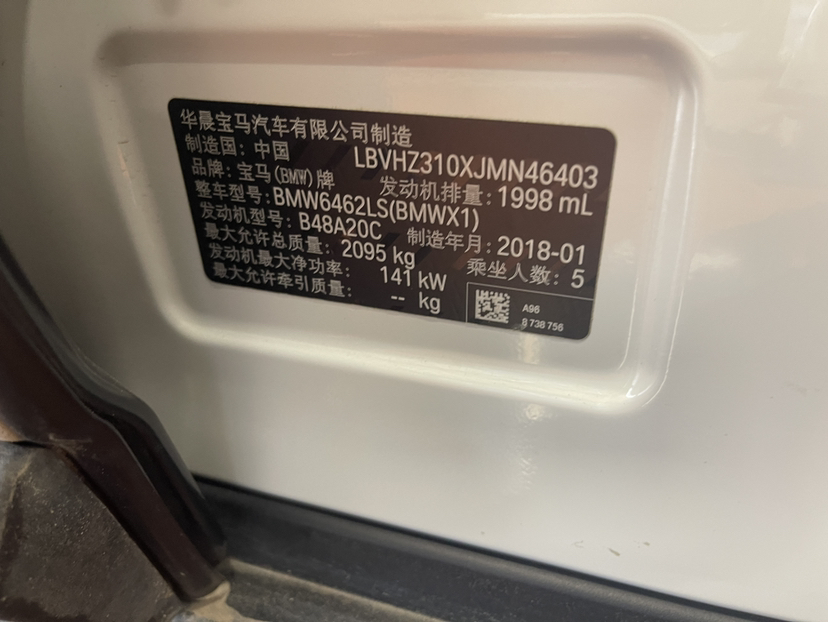 华晨宝马汽车有限公司制造
制造国: 中国 LBVHZ310XJMN46403
品牌: 宝马(BMW)牌 发动机排量: 1998 mL
整车型号: BMW6462LS(BMWX1)
发动机型号: B48A20C 制造年月: 2018-01
最大允许总质量: 2095 kg 乘坐人数: 5
发动机最大净功率: 141 kW
最大允许牵引质量: -- kg
A96
8 738 756